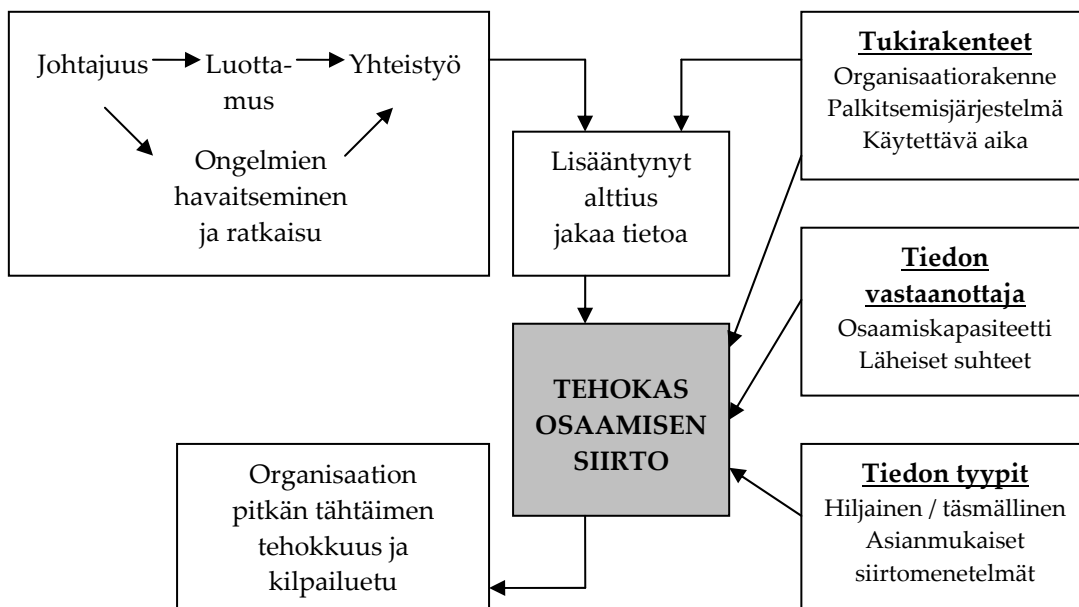 Johtajuus
Luotta-
mus
Yhteistyö
Ongelmien
havaitseminen
ja ratkaisu
Lisääntynyt
alttius
jakaa tietoa
Tukirakenteet
Organisaatiorakenne
Palkitsemisjärjestelmä
Käytettävä aika
Tiedon
vastaanottaja
Osaamiskapasiteetti
Läheiset suhteet
TEHOKAS
OSAAMISEN
SIIRTO
Organisaation
pitkän tähtäimen
tehokkuus ja
kilpailuetu
Tiedon tyypit
Hiljainen / täsmällinen
Asianmukaiset
siirtomenetelmät